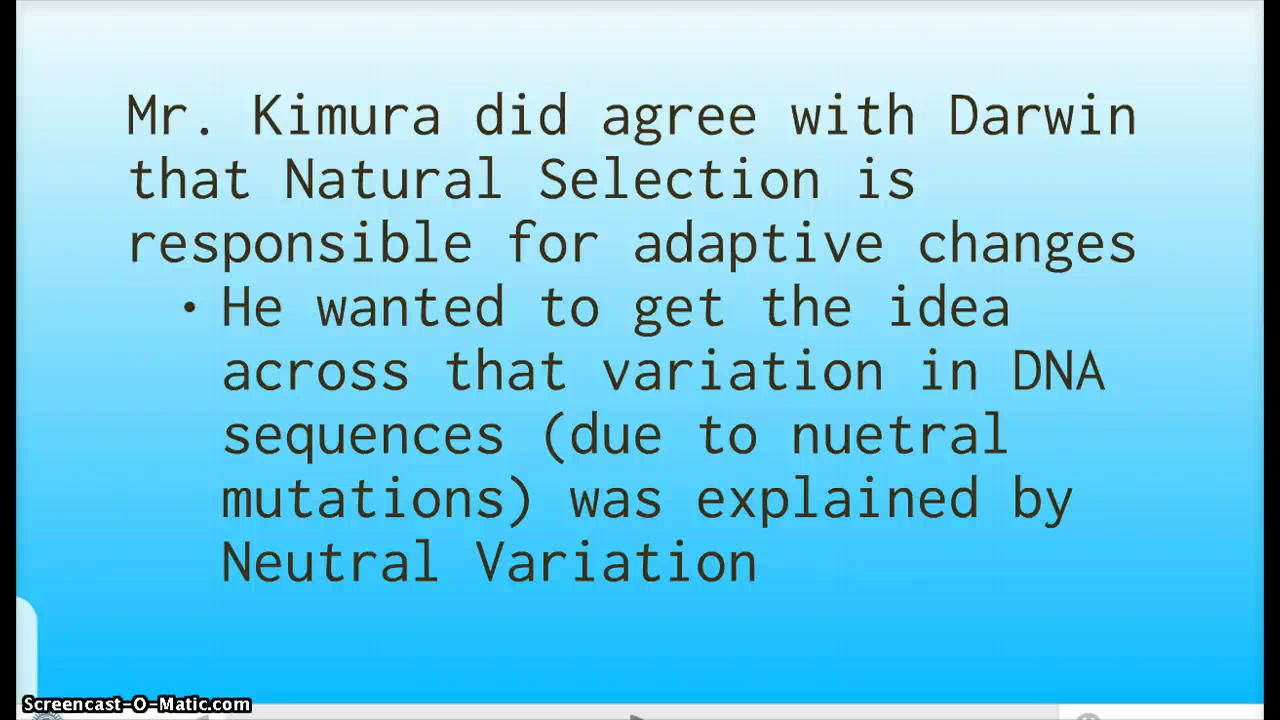 Mr. Kimura did agree with Darwin
that Natural Selection is
responsible for adaptive changes
• He wanted to get the idea
across that variation in DNA
sequences (due to nuetral
mutations) was explained by
Neutral Variation
Screencast-O-Matic.com